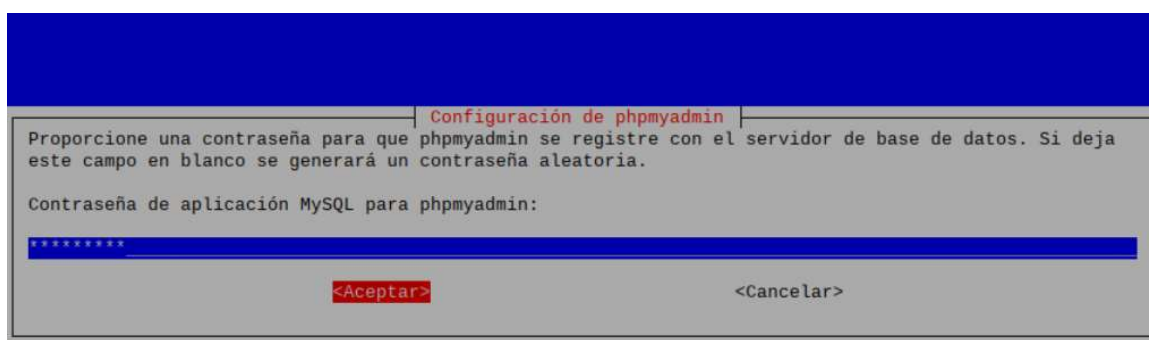 Configuración de phpmyadmin
Proporcione una contraseña para que phpmyadmin se registre con el servidor de base de datos. Si deja
este campo en blanco se generará un contraseña aleatoria.
Contraseña de aplicación MySQL para phpmyadmin:
*********
<Aceptar> <Cancelar>